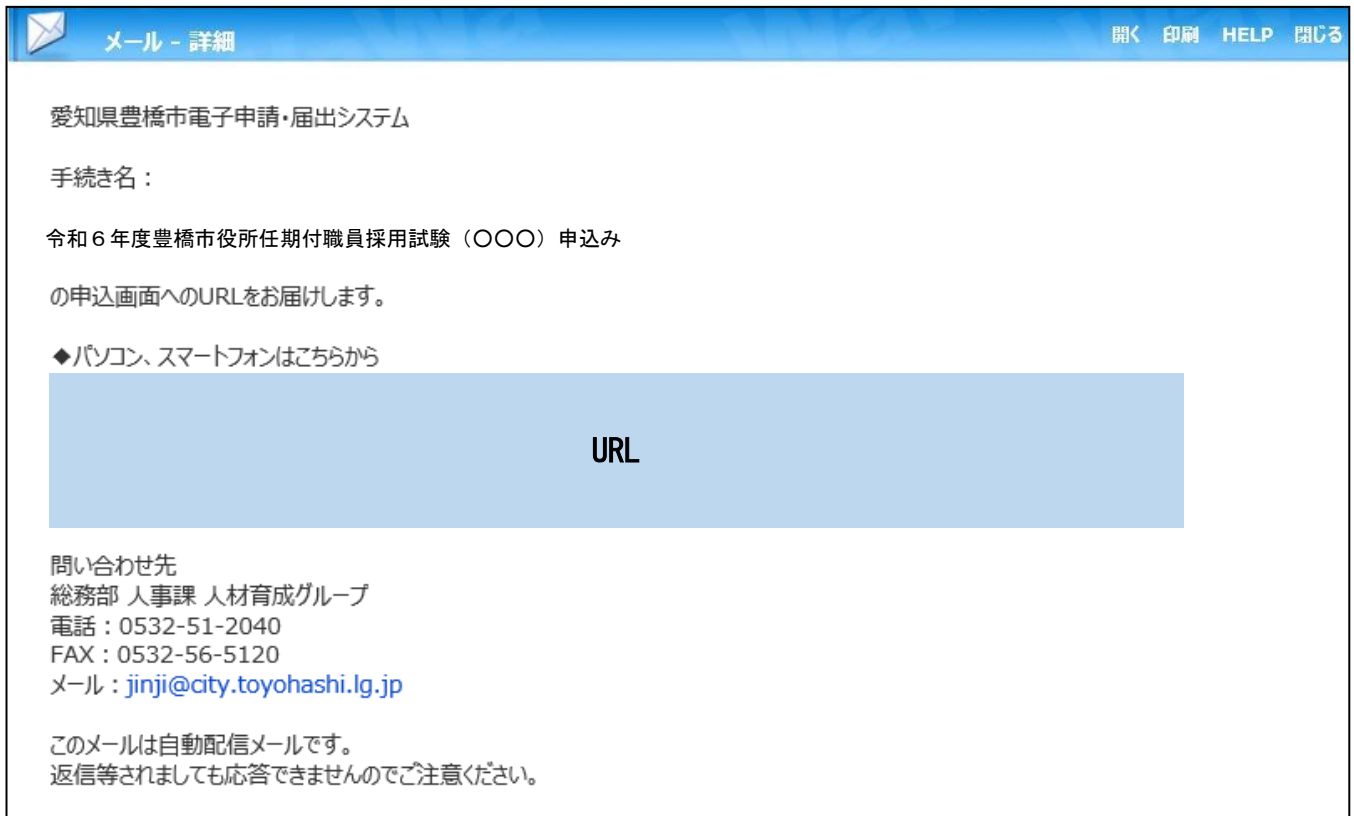 メール - 詳細
開く 印刷 HELP 閉じる
愛知県豊橋市電子申請・届出システム
手続き名：
令和６年度豊橋市役所任期付職員採用試験（〇〇〇）申込み
の申込画面へのURLをお届けします。
◆パソコン、スマートフォンはこちらから
URL
問い合わせ先
総務部 人事課 人材育成グループ
電話：0532-51-2040
FAX：0532-56-5120
メール：jinji@city.toyohashi.lg.jp
このメールは自動配信メールです。
返信等されましても応答できませんのでご注意ください。